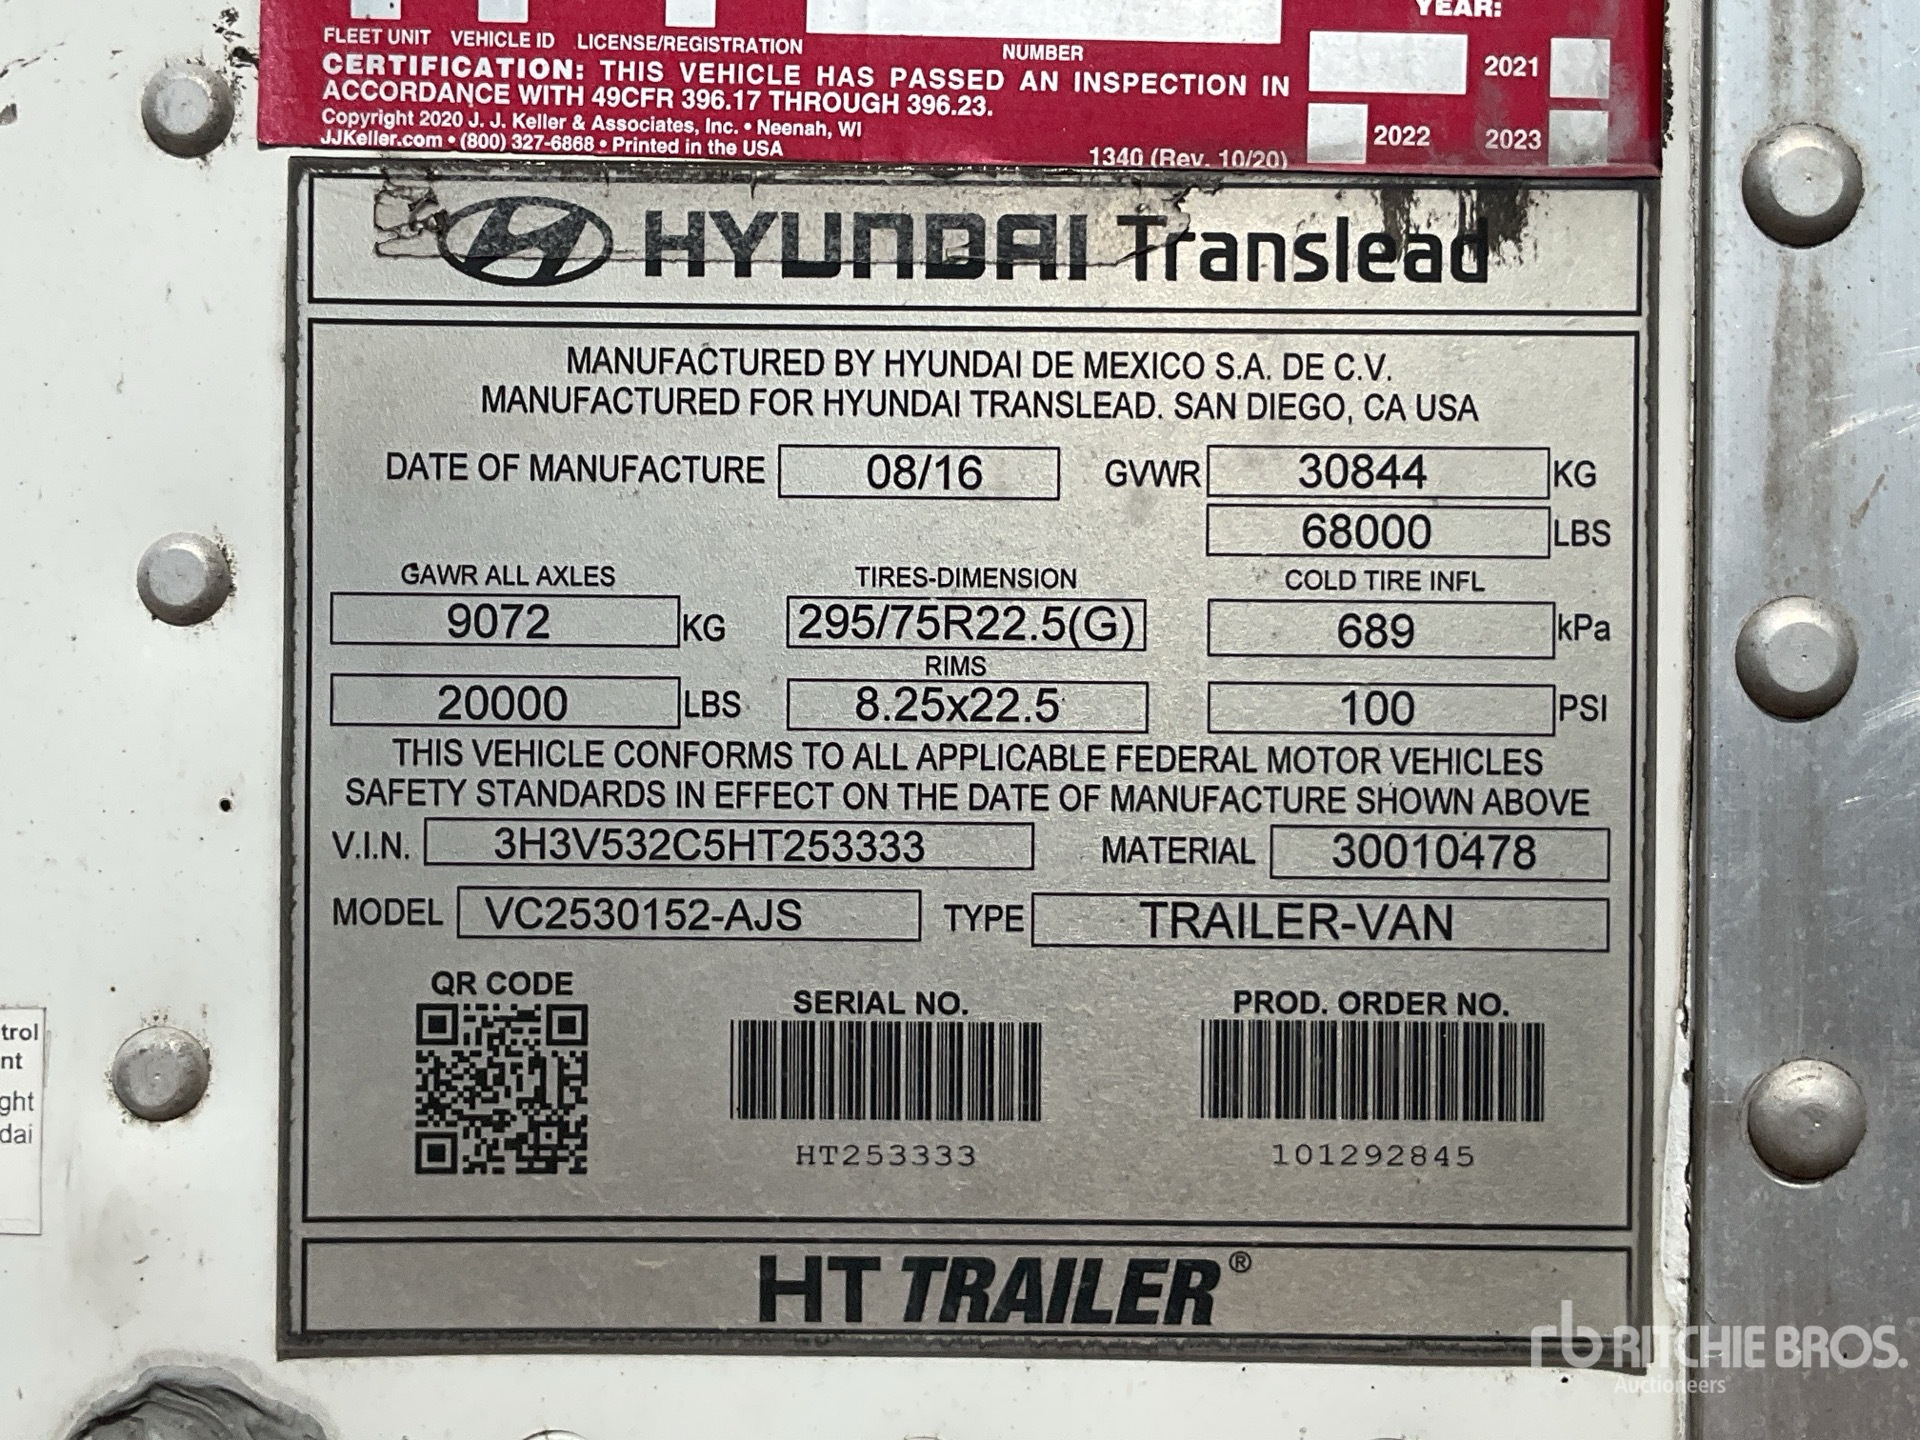 YEAR:
FLEET UNIT VEHICLE ID LICENSE/REGISTRATION NUMBER
2021
CERTIFICATION: THIS VEHICLE HAS PASSED AN INSPECTION IN
ACCORDANCE WITH 49CFR 396.17 THROUGH 396.23.
2022 2023
Copyright 2020 J. J. Keller & Associates, Inc. • Neenah, WI
JJKeller.com • (800) 327-6868 • Printed in the USA
1340 (Rev. 10/20)
HYUNDAI Translead
MANUFACTURED BY HYUNDAI DE MEXICO S.A. DE C.V.
MANUFACTURED FOR HYUNDAI TRANSLEAD. SAN DIEGO, CA USA
DATE OF MANUFACTURE 08/16 GVWR 30844 KG
68000 LBS
GAWR ALL AXLES TIRES-DIMENSION COLD TIRE INFL
9072 KG 295/75R22.5(G) 689 kPa
RIMS
20000 LBS 8.25x22.5 100 PSI
THIS VEHICLE CONFORMS TO ALL APPLICABLE FEDERAL MOTOR VEHICLES
SAFETY STANDARDS IN EFFECT ON THE DATE OF MANUFACTURE SHOWN ABOVE
V.I.N. 3H3V532C5HT253333 MATERIAL 30010478
MODEL VC2530152-AJS TYPE TRAILER-VAN
QR CODE SERIAL NO. PROD. ORDER NO.
HT253333 101292845
HT TRAILER®
trol
nt
ght
dai
rb RITCHIE BROS.
Auctioneers